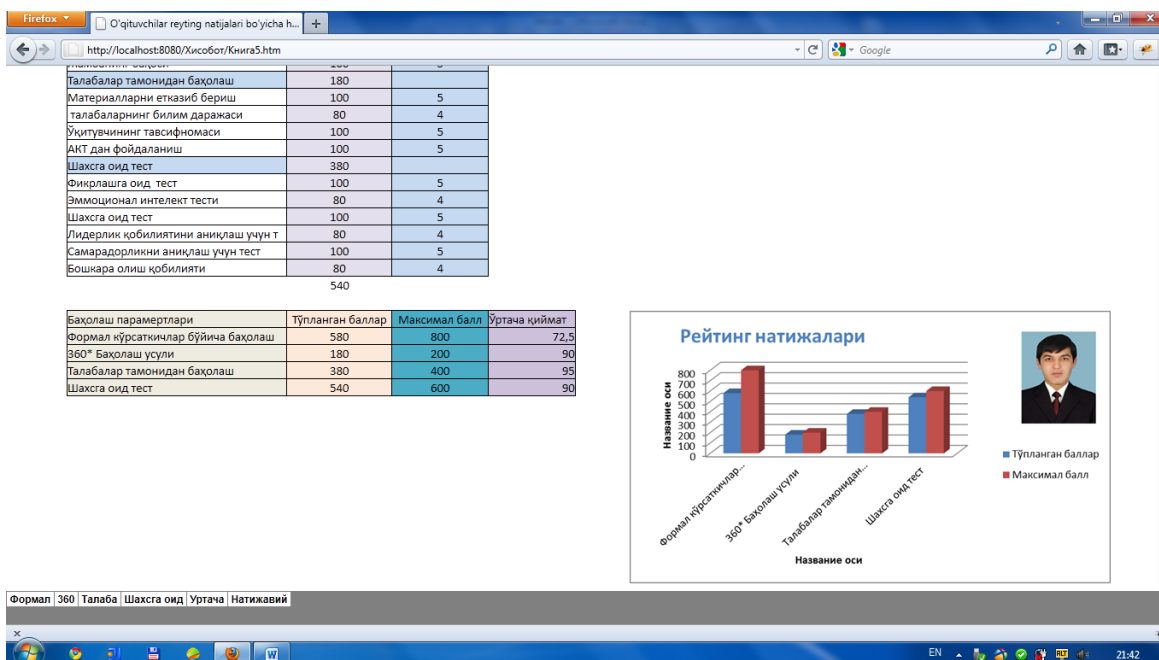 Firefox
O'qituvchilar reyting natijalari bo'yicha h...
http://localhost:8080/Хисобот/Книга5.htm
Google
Талабалар тамонидан баҳолаш 180
Материалларни етказиб бериш 100 5
талабаларнинг билим даражаси 80 4
Ўқитувчининг тавсифномаси 100 5
АКТ дан фойдаланиш 100 5
Шахсга оид тест 380
Фикрлашга оид тест 100 5
Эммоционал интелект тести 80 4
Шахсга оид тест 100 5
Лидерлик қобилиятини аниқлаш учун т 80 4
Самарадорликни аниқлаш учун тест 100 5
Бошкара олиш қобилияти 80 4
540
Баҳолаш парамертлари Тўпланган баллар Максимал балл Ўртача қиймат
Формал кўрсаткичлар бўйича баҳолаш 580 800 72,5
360* Баҳолаш усули 180 200 90
Талабалар тамонидан баҳолаш 380 400 95
Шахсга оид тест 540 600 90
Рейтинг натижалари
800
700
600
500
400
300
200
100
0
Название оси
Формал кўрсаткичлар...
360* Баҳолаш усули
Талабалар тамонидан...
Шахсга оид тест
Название оси
Тўпланган баллар
Максимал балл
Формал 360 Талаба Шахсга оид Уртача Натижавий
EN 21:42